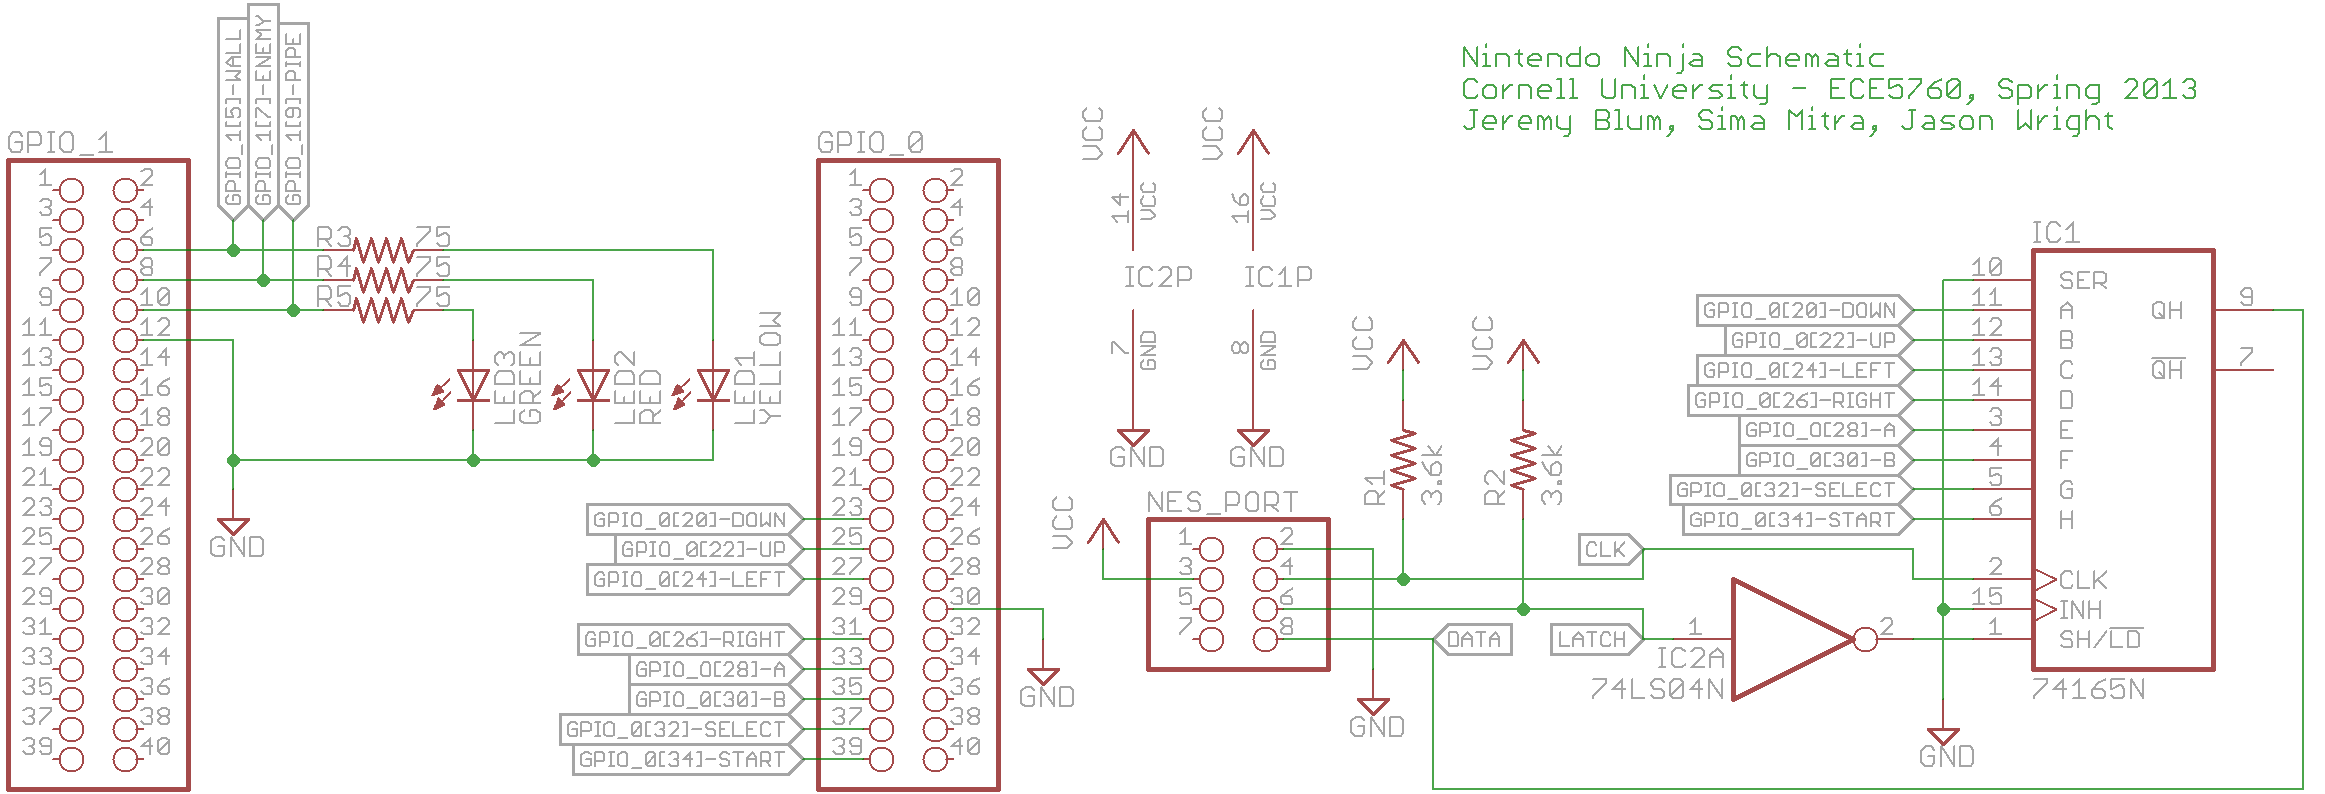 Nintendo Ninja Schematic
Cornell University - ECE5760, Spring 2013
Jeremy Blum, Sima Mitra, Jason Wright
GPIO_1[5]-WALL
GPIO_1[7]-ENEMY
GPIO_1[9]-PIPE
GPIO_1
1 2
3 4
5 6
7 8
9 10
11 12
13 14
15 16
17 18
19 20
21 22
23 24
25 26
27 28
29 30
31 32
33 34
35 36
37 38
39 40
R3 75
R4 75
R5 75
LED3
GREEN
LED2
RED
LED1
YELLOW
GND
GPIO_0
1 2
3 4
5 6
7 8
9 10
11 12
13 14
15 16
17 18
19 20
21 22
23 24
25 26
27 28
29 30
31 32
33 34
35 36
37 38
39 40
GPIO_0[20]-DOWN
GPIO_0[22]-UP
GPIO_0[24]-LEFT
GPIO_0[26]-RIGHT
GPIO_0[28]-A
GPIO_0[30]-B
GPIO_0[32]-SELECT
GPIO_0[34]-START
GND
VCC
14
VCC
IC2P
7
GND
GND
VCC
16
VCC
IC1P
8
GND
GND
VCC
NES_PORT
1 2
3 4
5 6
7 8
GND
VCC
R1
3.6k
VCC
R2
3.6k
CLK
DATA
LATCH
1
2
IC2A
74LS04N
GPIO_0[20]-DOWN
GPIO_0[22]-UP
GPIO_0[24]-LEFT
GPIO_0[26]-RIGHT
GPIO_0[28]-A
GPIO_0[30]-B
GPIO_0[32]-SELECT
GPIO_0[34]-START
IC1
10 SER
11 A
12 B
13 C
14 D
3 E
4 F
5 G
6 H
2 CLK
15 INH
1 SH/LD
QH 9
QH 7
74165N
GND